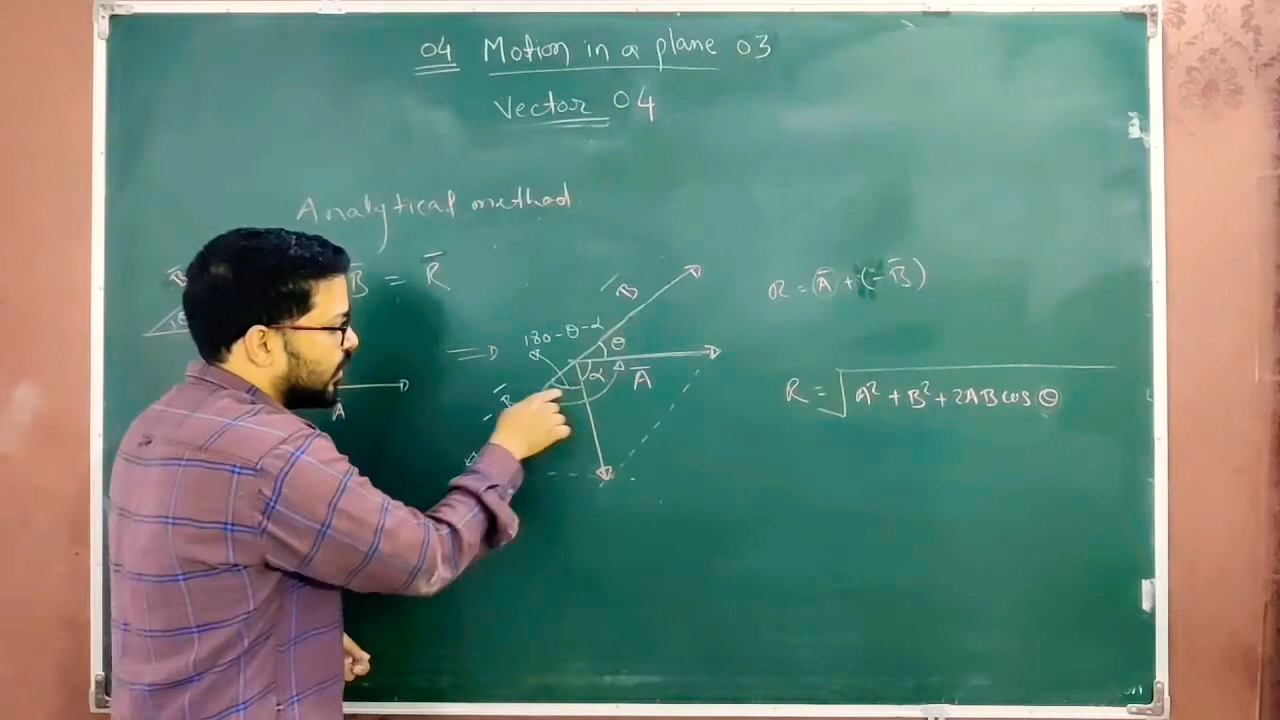 04 Motion in a plane 03
Vector 04
Analytical method
B̄ = R̄
θ
A
180-θ-α
B
θ
α
Ā
-B
R = Ā + (-B̄)
R = √A² + B² + 2AB cos θ